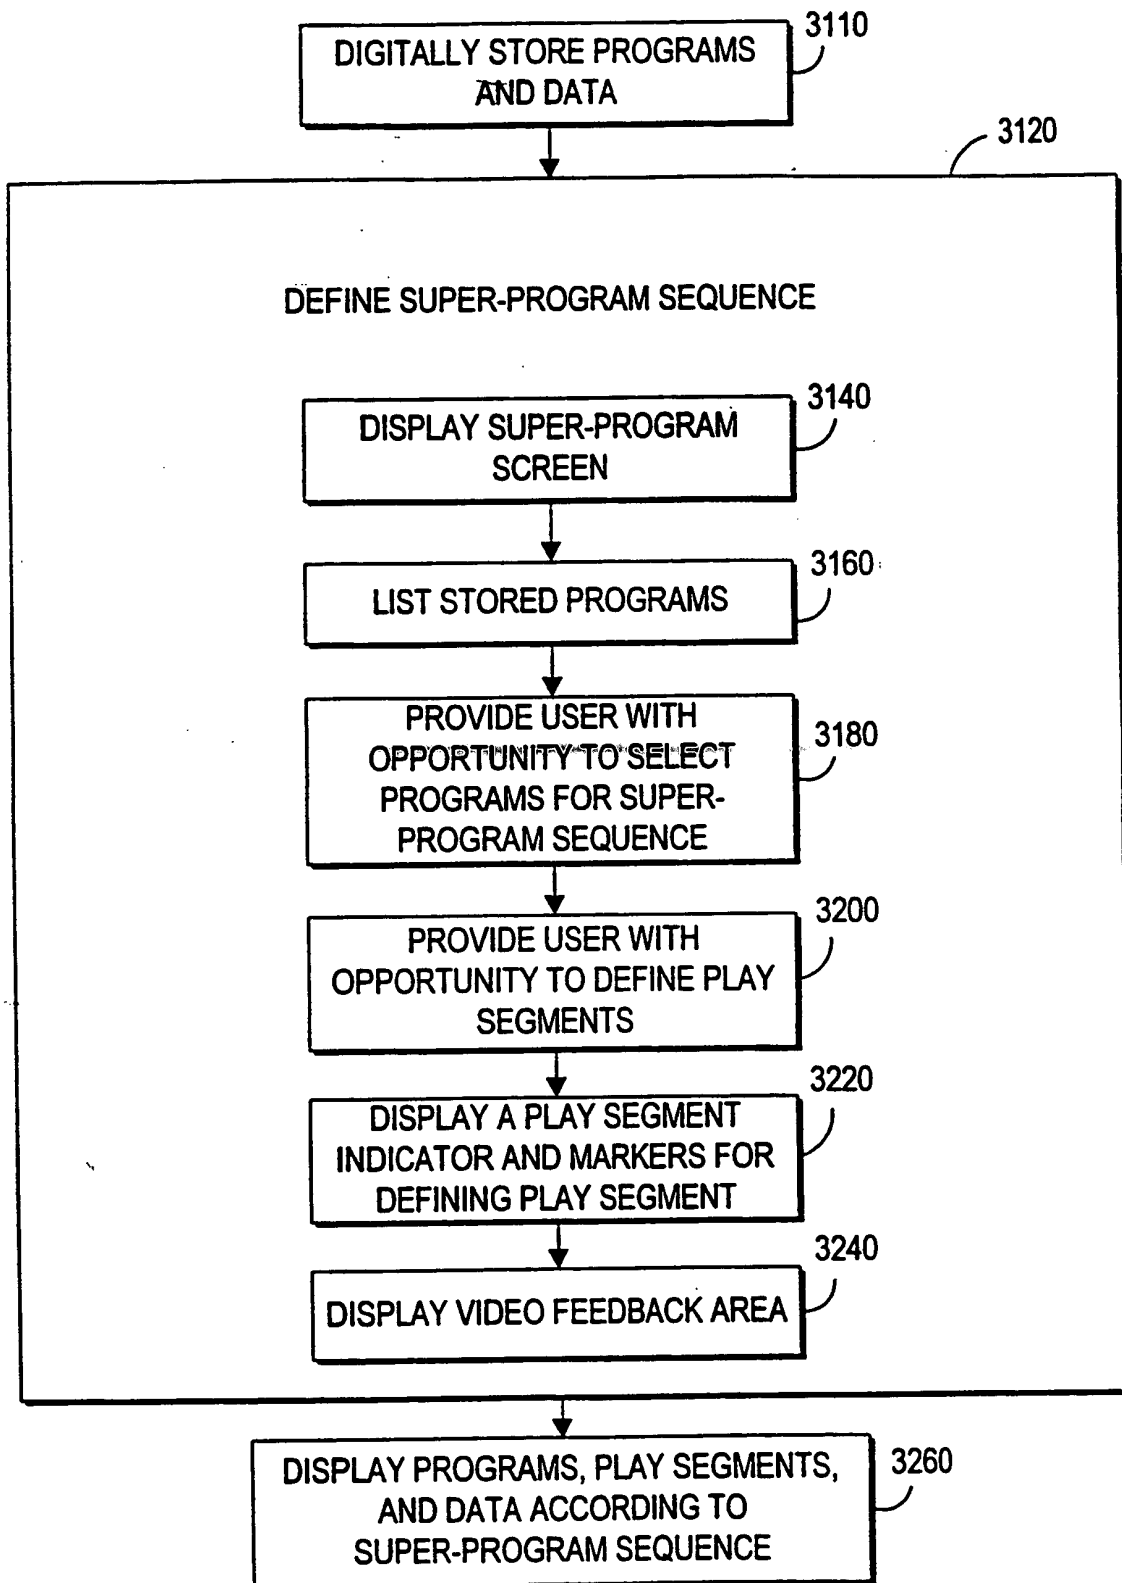 3110
DIGITALLY STORE PROGRAMS
AND DATA
3120
DEFINE SUPER-PROGRAM SEQUENCE
3140
DISPLAY SUPER-PROGRAM
SCREEN
3160
LIST STORED PROGRAMS
3180
PROVIDE USER WITH
OPPORTUNITY TO SELECT
PROGRAMS FOR SUPER-
PROGRAM SEQUENCE
3200
PROVIDE USER WITH
OPPORTUNITY TO DEFINE PLAY
SEGMENTS
3220
DISPLAY A PLAY SEGMENT
INDICATOR AND MARKERS FOR
DEFINING PLAY SEGMENT
3240
DISPLAY VIDEO FEEDBACK AREA
3260
DISPLAY PROGRAMS, PLAY SEGMENTS,
AND DATA ACCORDING TO
SUPER-PROGRAM SEQUENCE